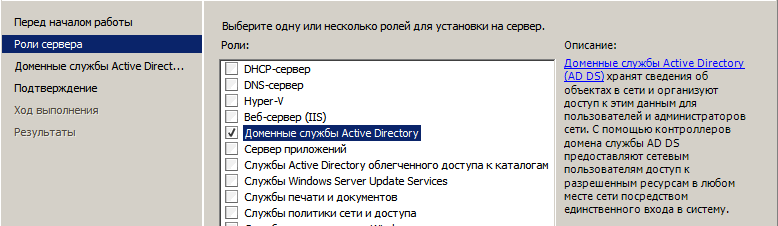 Перед началом работы
Роли сервера
Доменные службы Active Direct...
Подтверждение
Ход выполнения
Результаты
Выберите одну или несколько ролей для установки на сервер.
Роли:
DHCP-сервер
DNS-сервер
Hyper-V
Веб-сервер (IIS)
Доменные службы Active Directory
Сервер приложений
Службы Active Directory облегченного доступа к каталогам
Службы Windows Server Update Services
Службы печати и документов
Службы политики сети и доступа
Описание:
Доменные службы Active Directory
(AD DS) хранят сведения об
объектах в сети и организуют
доступ к этим данным для
пользователей и администраторов
сети. С помощью контроллеров
домена службы AD DS
предоставляют сетевым
пользователям доступ к
разрешенным ресурсам в любом
месте сети посредством
единственного входа в систему.